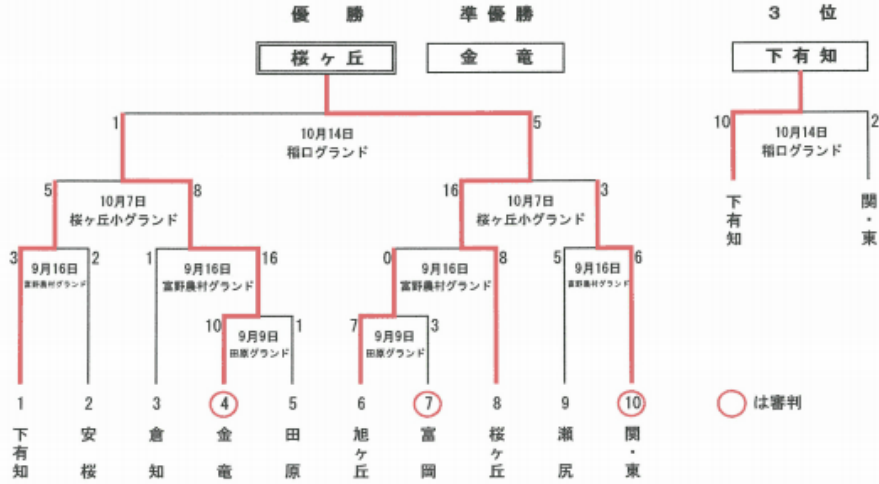 優勝 準優勝 3位
桜ヶ丘 金竜 下有知
1 5 10 2
10月14日 10月14日
稲口グランド 稲口グランド
5 8 16 3
10月7日 10月7日
桜ヶ丘小グランド 桜ヶ丘小グランド
下有知 関・東
3 2 1 16 0 8 5 6
9月16日 9月16日 9月16日 9月16日
富野農村グランド 富野農村グランド 富野農村グランド 富野農村グランド
10 1 7 3
9月9日 9月9日
田原グランド 田原グランド
1 2 3 4 5 6 7 8 9 10 は審判
下有知 安桜 倉知 金竜 田原 旭ヶ丘 富岡 桜ヶ丘 瀬尻 関・東